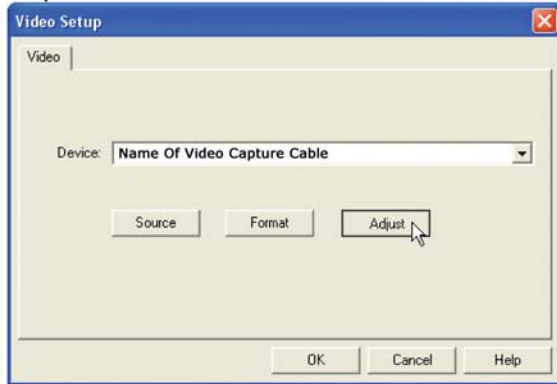 Video Setup
Video
Device: Name Of Video Capture Cable
Source Format Adjust
OK Cancel Help